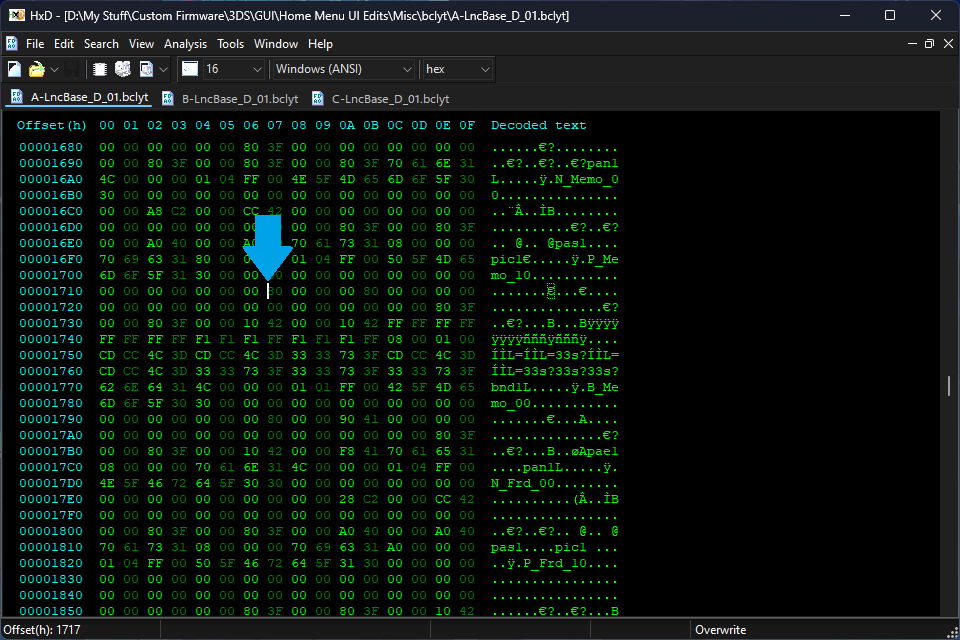 HxD - [D:\My Stuff\Custom Firmware\3DS\GUI\Home Menu UI Edits\Misc\bclyt\A-LncBase_D_01.bclyt]
File Edit Search View Analysis Tools Window Help
16 Windows (ANSI) hex
A-LncBase_D_01.bclyt B-LncBase_D_01.bclyt C-LncBase_D_01.bclyt
Offset(h) 00 01 02 03 04 05 06 07 08 09 0A 0B 0C 0D 0E 0F Decoded text
00001680 00 00 00 00 00 00 80 3F 00 00 00 00 00 00 00 00 ......€?........
00001690 00 00 80 3F 00 00 80 3F 00 00 80 3F 70 61 6E 31 ..€?..€?..€?pan1
000016A0 4C 00 00 00 01 04 FF 00 4E 5F 4D 65 6D 6F 5F 30 L.....ÿ.N_Memo_0
000016B0 30 00 00 00 00 00 00 00 00 00 00 00 00 00 00 00 0...............
000016C0 00 00 A8 C2 00 00 CC 42 00 00 00 00 00 00 00 00 ..¨Â..ÌB........
000016D0 00 00 00 00 00 00 00 00 00 80 3F 00 00 80 3F ..........€?..€?
000016E0 00 00 A0 40 00 00 70 61 73 31 08 00 00 00 .. @.. @pas1....
000016F0 70 69 63 31 80 00 01 04 FF 00 50 5F 4D 65 pic1€.....ÿ.P_Me
00001700 6D 6F 5F 31 30 00 00 00 00 00 00 00 00 00 00 mo_10...........
00001710 00 00 00 00 00 00 00 80 00 00 00 80 00 00 00 00 .......€...€....
00001720 00 00 00 00 00 00 00 00 00 00 00 00 00 00 80 3F ..............€?
00001730 00 00 80 3F 00 00 10 42 00 00 10 42 FF FF FF FF ..€?...B...Bÿÿÿÿ
00001740 FF FF FF FF F1 F1 F1 FF F1 F1 F1 FF 08 00 01 00 ÿÿÿÿñññÿñññÿ....
00001750 CD CC 4C 3D CD CC 4C 3D 33 33 73 3F CD CC 4C 3D ÍÌL=ÍÌL=33s?ÍÌL=
00001760 CD CC 4C 3D 33 33 73 3F 33 33 73 3F 33 33 73 3F ÍÌL=33s?33s?33s?
00001770 62 6E 64 31 4C 00 00 00 01 01 FF 00 42 5F 4D 65 bnd1L.....ÿ.B_Me
00001780 6D 6F 5F 30 30 00 00 00 00 00 00 00 00 00 00 00 mo_00...........
00001790 00 00 00 00 00 00 00 80 00 00 90 41 00 00 00 00 .......€...A....
000017A0 00 00 00 00 00 00 00 00 00 00 00 00 00 00 80 3F ..............€?
000017B0 00 00 80 3F 00 00 10 42 00 00 F8 41 70 61 65 31 ..€?...B..øApae1
000017C0 08 00 00 00 70 61 6E 31 4C 00 00 00 01 04 FF 00 ....pan1L.....ÿ.
000017D0 4E 5F 46 72 64 5F 30 30 00 00 00 00 00 00 00 00 N_Frd_00........
000017E0 00 00 00 00 00 00 00 00 00 00 28 C2 00 00 CC 42 ..........(Â..ÌB
000017F0 00 00 00 00 00 00 00 00 00 00 00 00 00 00 00 00 ................
00001800 00 00 80 3F 00 00 80 3F 00 00 A0 40 00 00 A0 40 ..€?..€?.. @.. @
00001810 70 61 73 31 08 00 00 00 70 69 63 31 A0 00 00 00 pas1....pic1 ...
00001820 01 04 FF 00 50 5F 46 72 64 5F 31 30 00 00 00 00 ..ÿ.P_Frd_10....
00001830 00 00 00 00 00 00 00 00 00 00 00 00 00 00 00 00 ................
00001840 00 00 00 00 00 00 00 00 00 00 00 00 00 00 00 00 ................
00001850 00 00 00 00 00 00 80 3F 00 00 80 3F 00 00 10 42 ......€?..€?...B
Offset(h): 1717 Overwrite